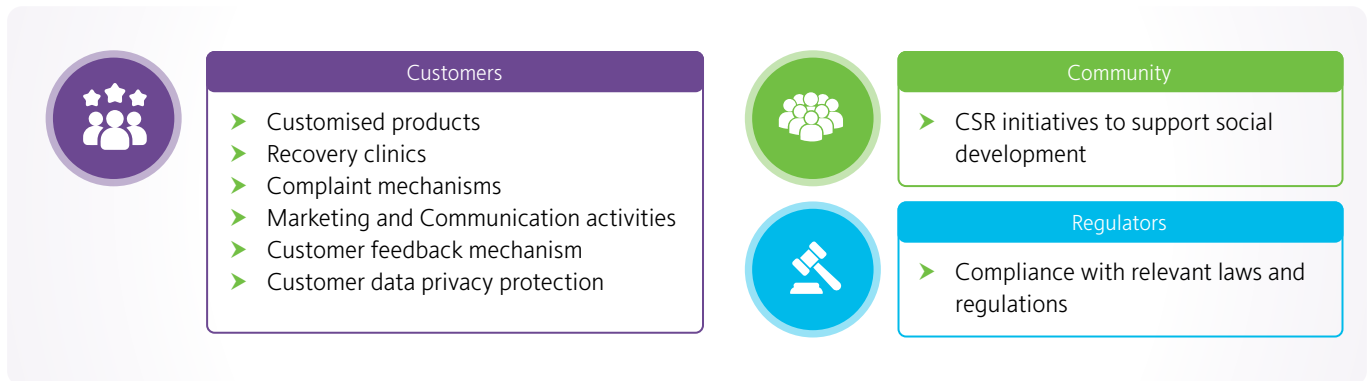 Customers
Customised products
Recovery clinics
Complaint mechanisms
Marketing and Communication activities
Customer feedback mechanism
Customer data privacy protection
Community
CSR initiatives to support social
development
Regulators
Compliance with relevant laws and
regulations